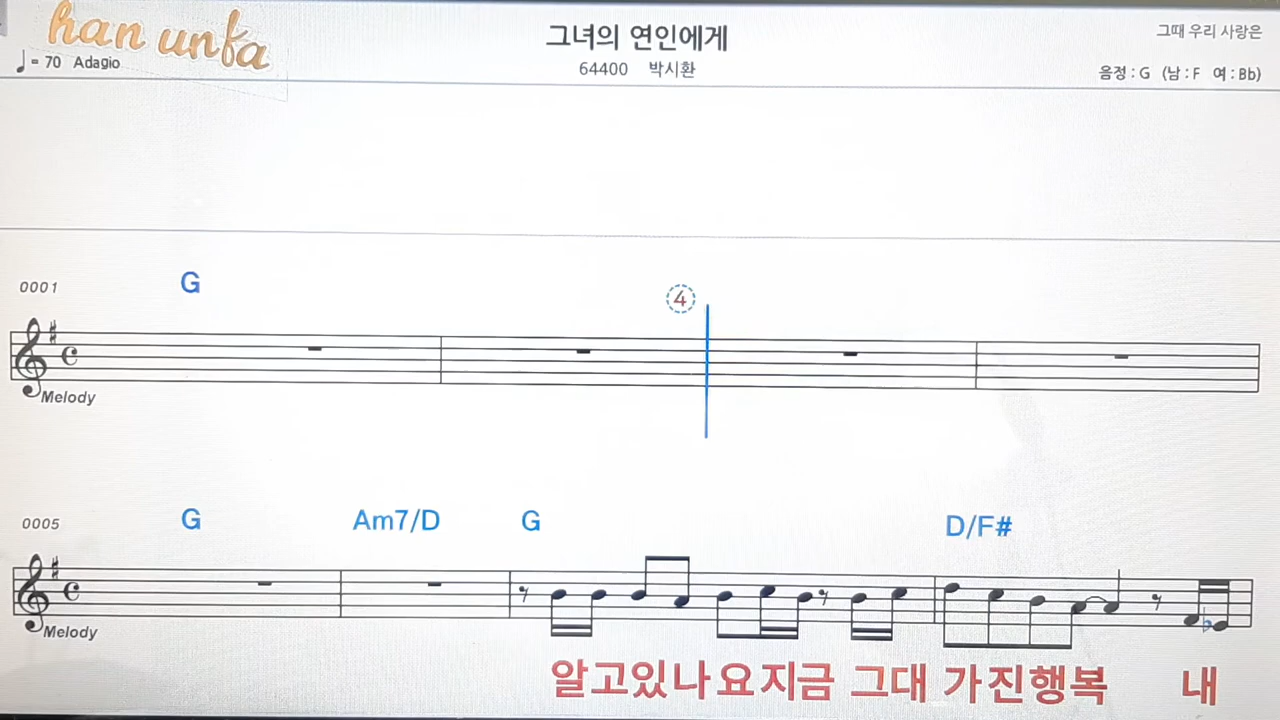 han unfa
♩= 70 Adagio
그녀의 연인에게
64400 박시환
그때 우리 사랑은
음정 : G (남 : F 여 : Bb)
0001 G ④
Melody
0005 G Am7/D G D/F#
Melody
알고있나요지금 그대 가진행복 내